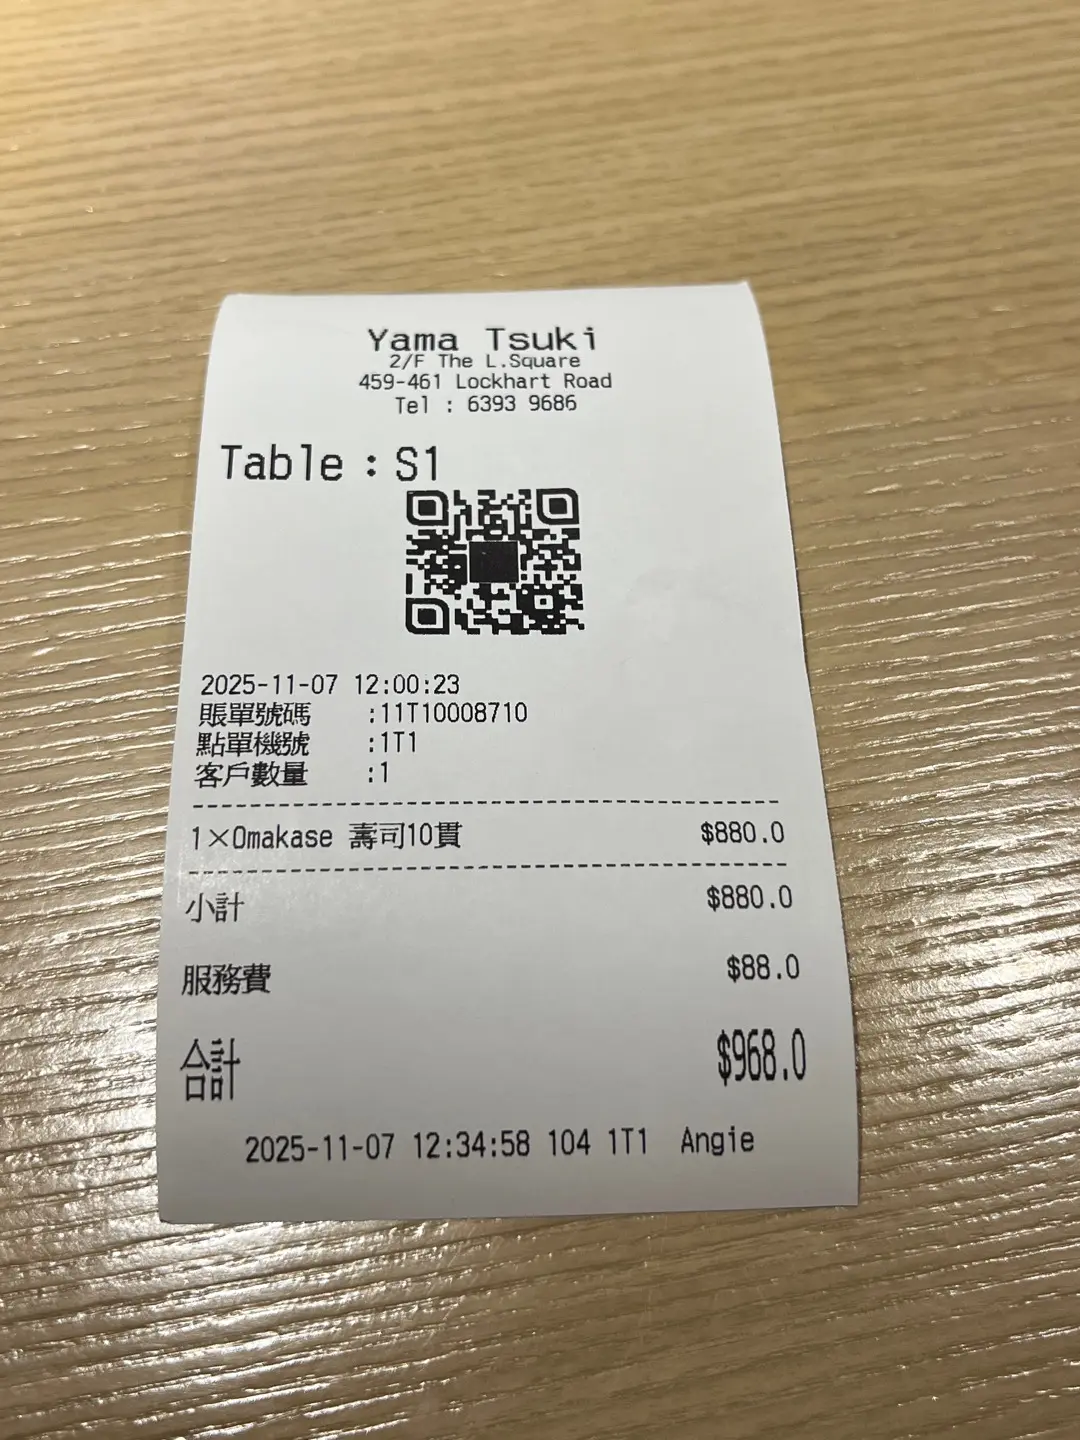 Yama Tsuki
2/F The L.Square
459-461 Lockhart Road
Tel : 6393 9686
Table : S1
2025-11-07 12:00:23
賬單號碼 :11T10008710
點單機號 :1T1
客戶數量 :1
1×Omakase 壽司10貫 $880.0
小計 $880.0
服務費 $88.0
合計 $968.0
2025-11-07 12:34:58 104 1T1 Angie